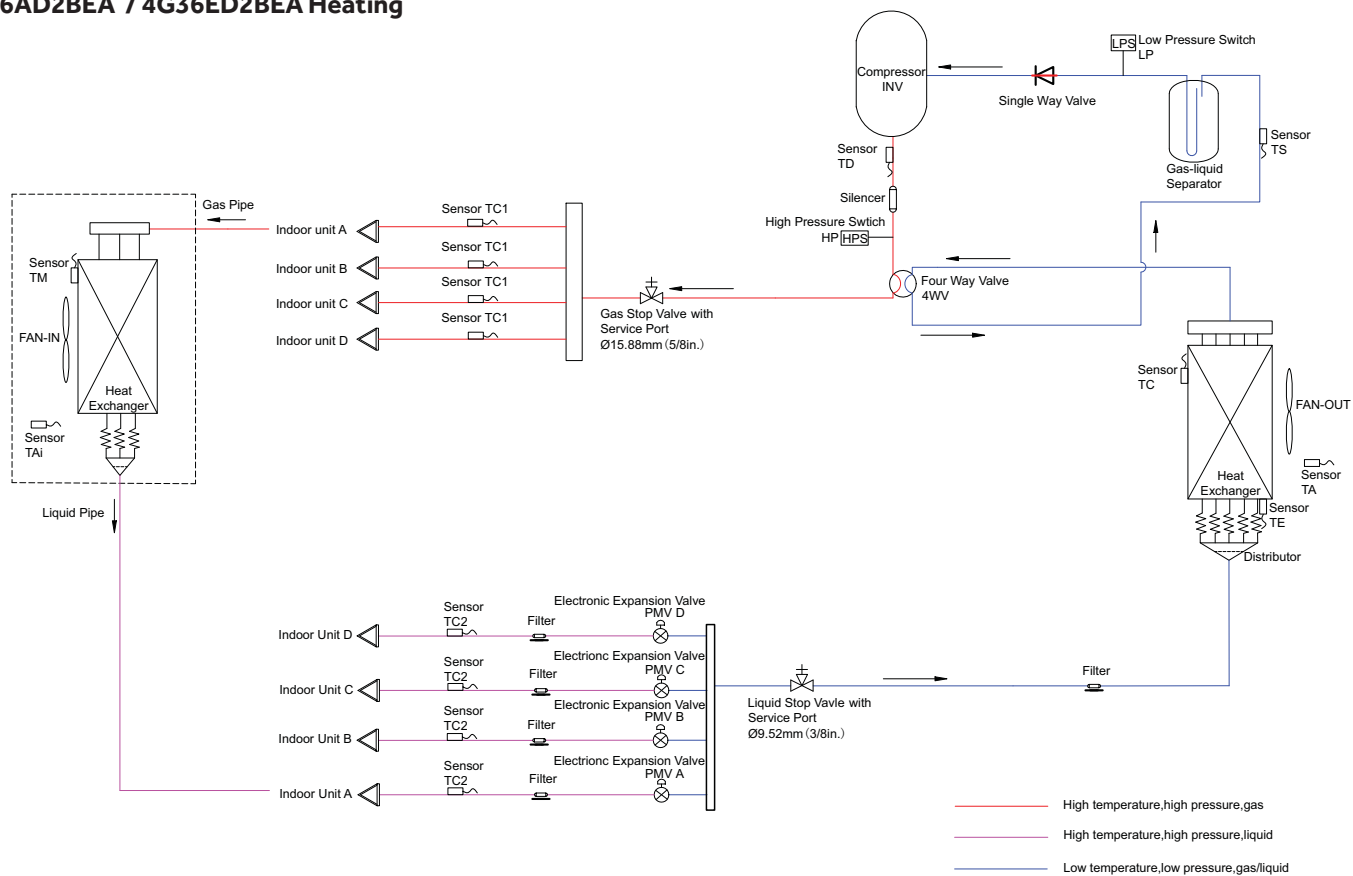 6AD2BEA / 4G36ED2BEA Heating
LPS
Low Pressure Switch
LP
Compressor
INV
Single Way Valve
Sensor
TD
Sensor
TS
Gas-liquid
Separator
Silencer
High Pressure Swtich
HP
HPS
Four Way Valve
4WV
Gas Pipe
Indoor unit A
Sensor TC1
Indoor unit B
Sensor TC1
Indoor unit C
Sensor TC1
Indoor unit D
Sensor TC1
Gas Stop Valve with
Service Port
Ø15.88mm(5/8in.)
Sensor
TM
FAN-IN
Heat
Exchanger
Sensor
TAi
Liquid Pipe
Sensor
TC
FAN-OUT
Heat
Exchanger
Sensor
TA
Sensor
TE
Distributor
Indoor Unit D
Sensor
TC2
Filter
Electronic Expansion Valve
PMV D
Indoor Unit C
Sensor
TC2
Filter
Electrionc Expansion Valve
PMV C
Indoor Unit B
Sensor
TC2
Filter
Electronic Expansion Valve
PMV B
Indoor Unit A
Sensor
TC2
Filter
Electrionc Expansion Valve
PMV A
Liquid Stop Vavle with
Service Port
Ø9.52mm(3/8in.)
Filter
High temperature,high pressure,gas
High temperature,high pressure,liquid
Low temperature,low pressure,gas/liquid